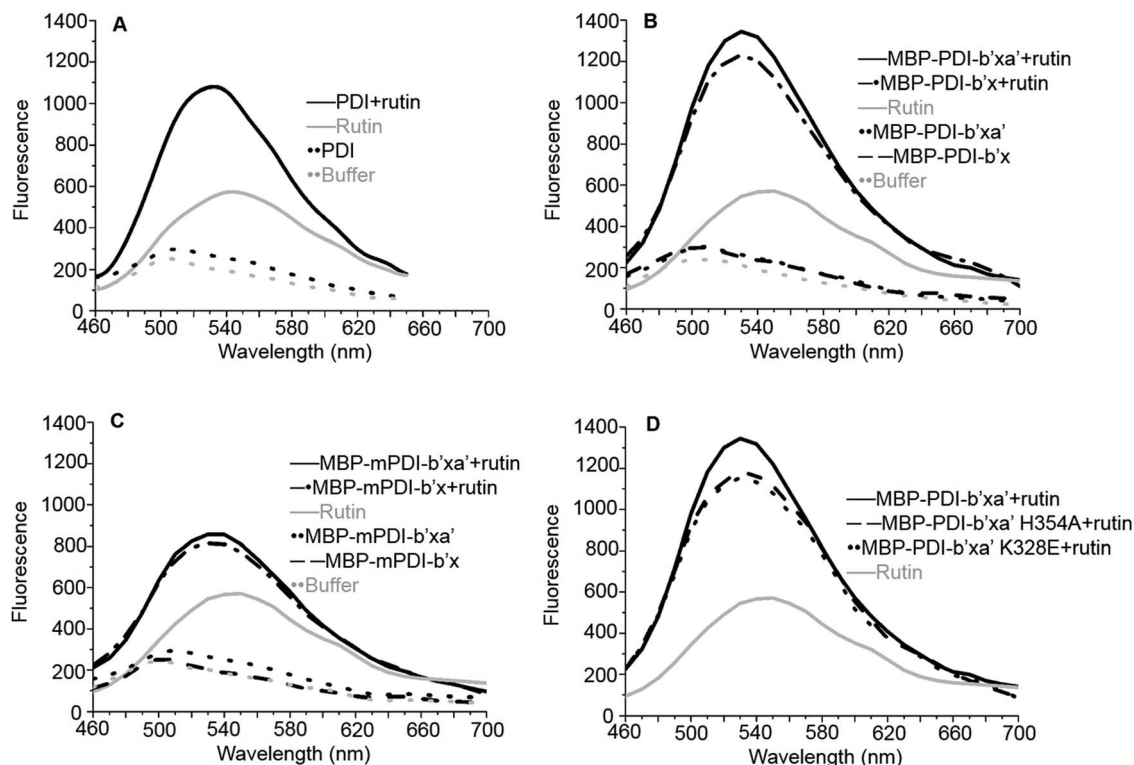 A
1400
1200
1000
800
600
400
200
0
Fluorescence
460 500 540 580 620 660 700
Wavelength (nm)
PDI+rutin
Rutin
PDI
Buffer
B
1400
1200
1000
800
600
400
200
0
Fluorescence
460 500 540 580 620 660 700
Wavelength (nm)
MBP-PDI-b'xa'+rutin
MBP-PDI-b'x+rutin
Rutin
MBP-PDI-b'xa'
MBP-PDI-b'x
Buffer
C
1400
1200
1000
800
600
400
200
0
Fluorescence
460 500 540 580 620 660 700
Wavelength (nm)
MBP-mPDI-b'xa'+rutin
MBP-mPDI-b'x+rutin
Rutin
MBP-mPDI-b'xa'
MBP-mPDI-b'x
Buffer
D
1400
1200
1000
800
600
400
200
0
Fluorescence
460 500 540 580 620 660 700
Wavelength (nm)
MBP-PDI-b'xa'+rutin
MBP-PDI-b'xa' H354A+rutin
MBP-PDI-b'xa' K328E+rutin
Rutin